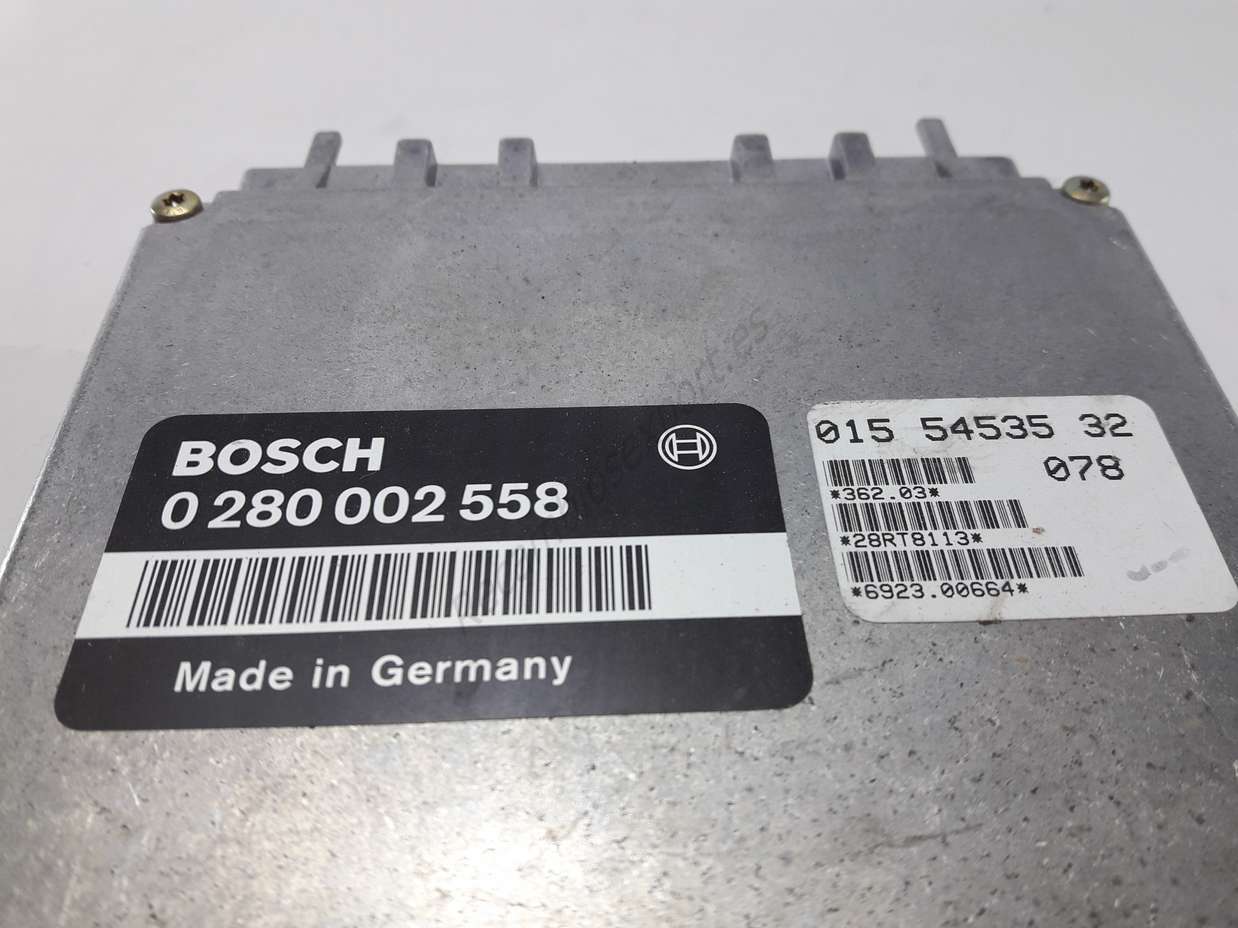 BOSCH
0 280 002 558
Made in Germany
015 54535 32
078
*362.03*
*28RT8113*
*6923.00664*